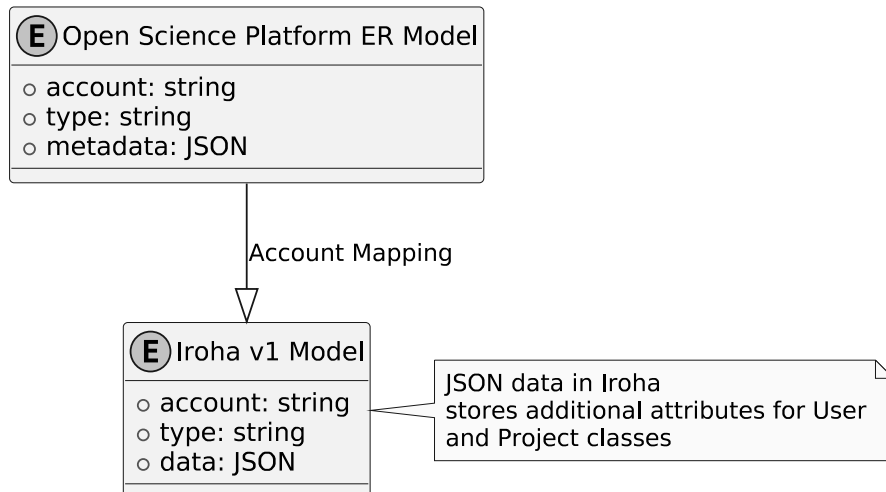 E Open Science Platform ER Model
account: string
type: string
metadata: JSON
Account Mapping
E Iroha v1 Model
account: string
type: string
data: JSON
JSON data in Iroha
stores additional attributes for User
and Project classes